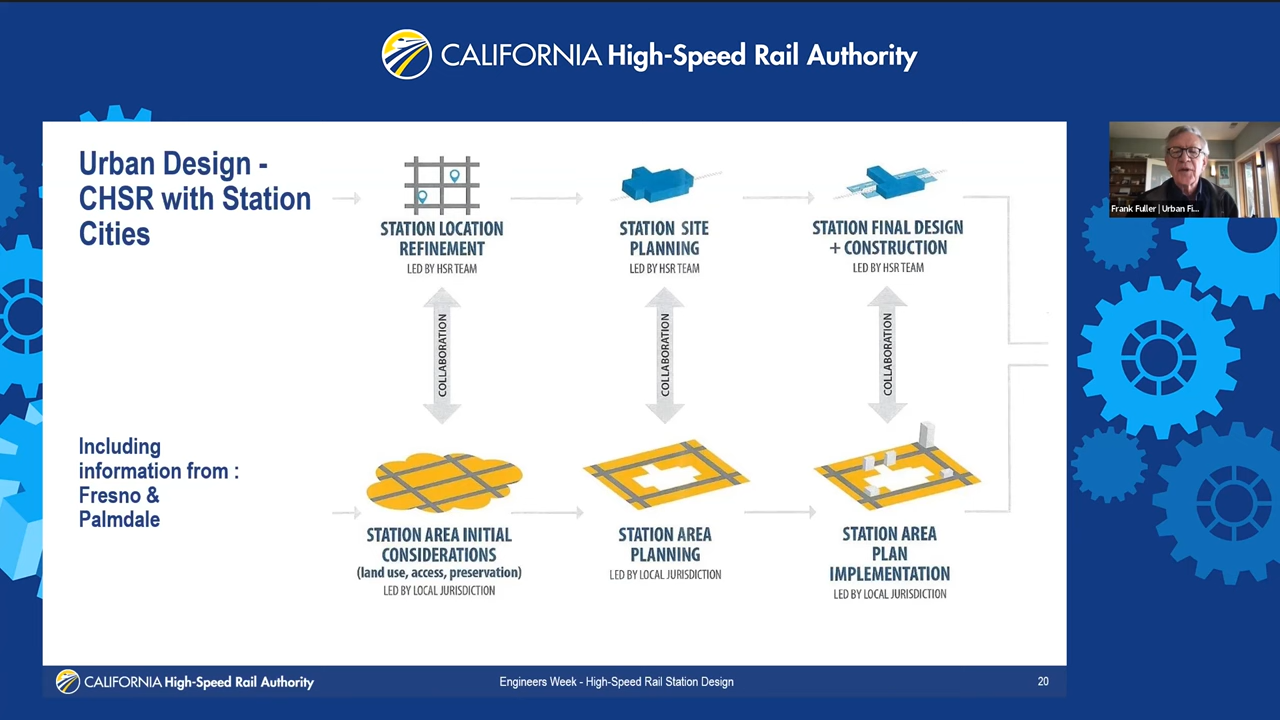 CALIFORNIA High-Speed Rail Authority
Urban Design -
CHSR with Station
Cities
STATION LOCATION
REFINEMENT
LED BY HSR TEAM
STATION SITE
PLANNING
LED BY HSR TEAM
STATION FINAL DESIGN
+ CONSTRUCTION
LED BY HSR TEAM
Frank Fuller | Urban Fi...
COLLABORATION
COLLABORATION
COLLABORATION
Including
information from :
Fresno &
Palmdale
STATION AREA INITIAL
CONSIDERATIONS
(land use, access, preservation)
LED BY LOCAL JURISDICTION
STATION AREA
PLANNING
LED BY LOCAL JURISDICTION
STATION AREA
PLAN
IMPLEMENTATION
LED BY LOCAL JURISDICTION
CALIFORNIA High-Speed Rail Authority
Engineers Week - High-Speed Rail Station Design
20